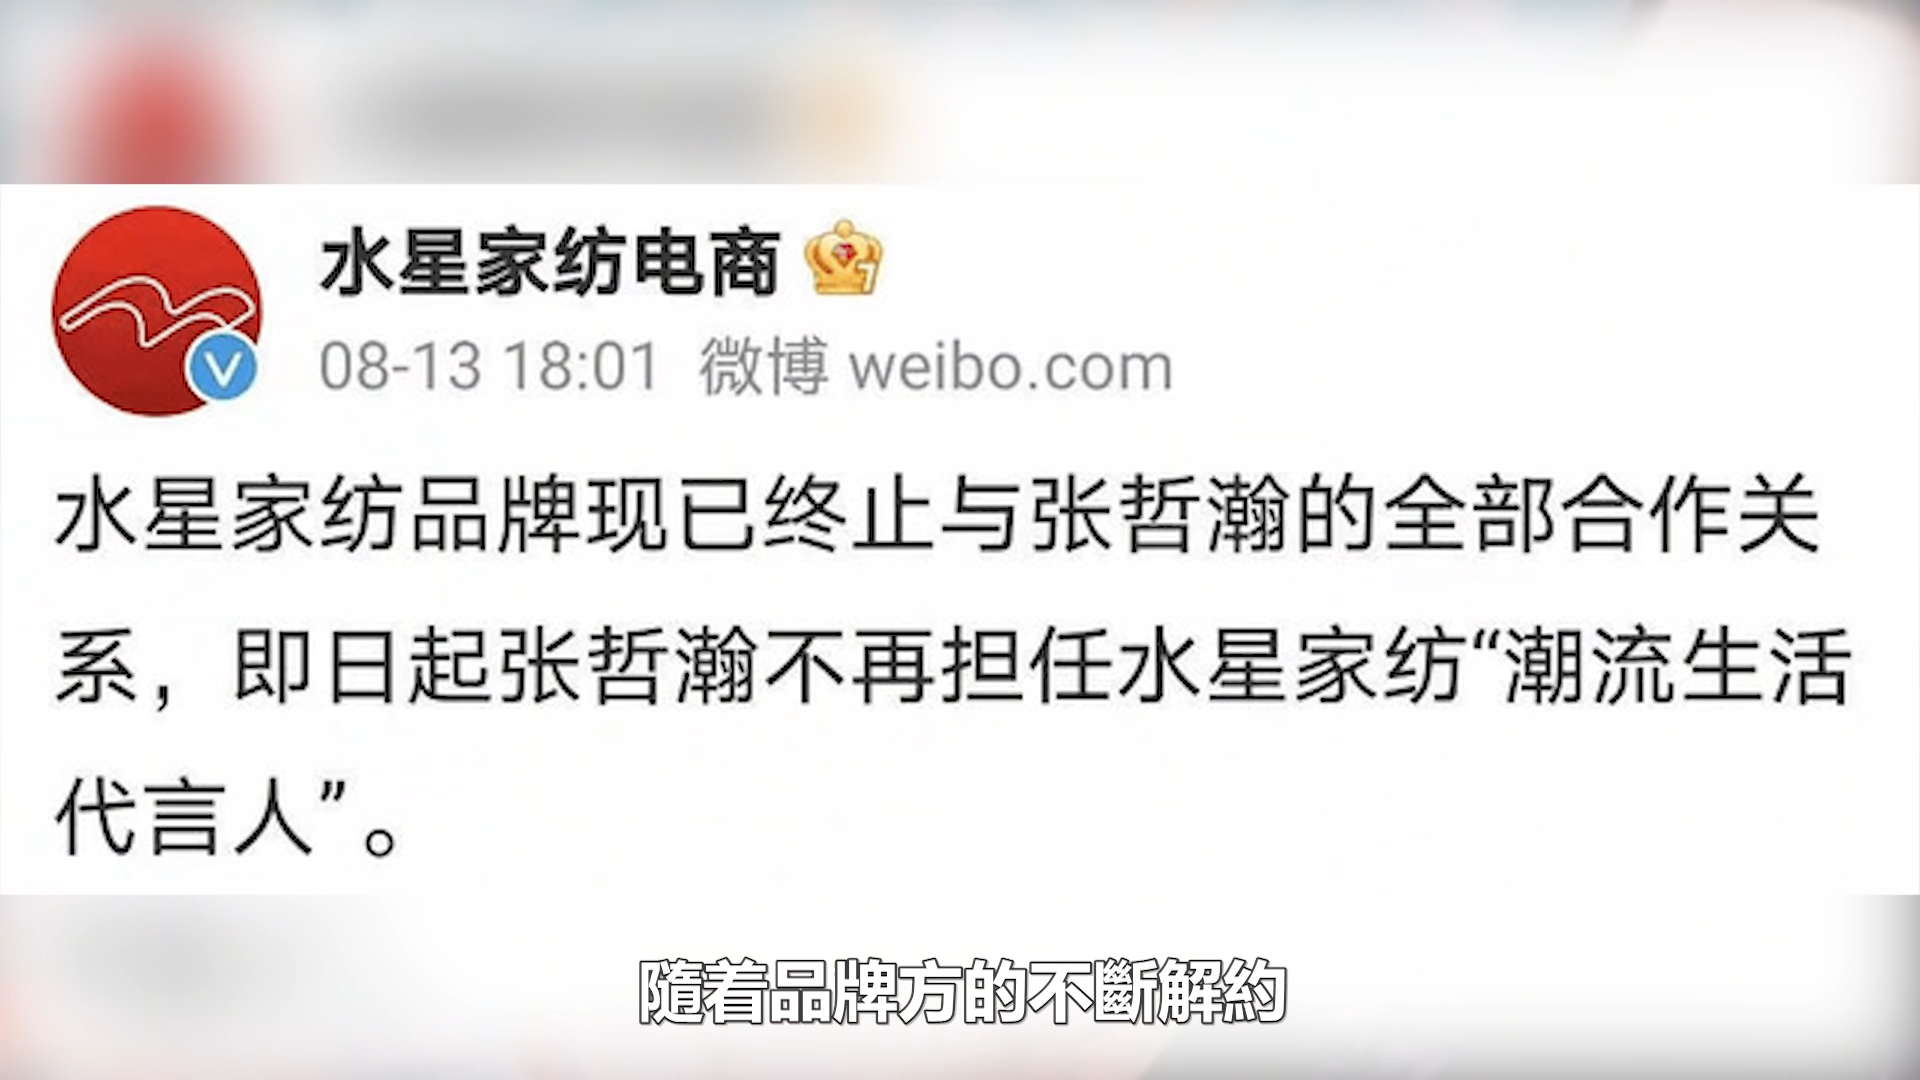 水星家纺电商
08-13 18:01 微博 weibo.com
水星家纺品牌现已终止与张哲瀚的全部合作关
系，即日起张哲瀚不再担任水星家纺“潮流生活
代言人”。
隨着品牌方的不斷解約